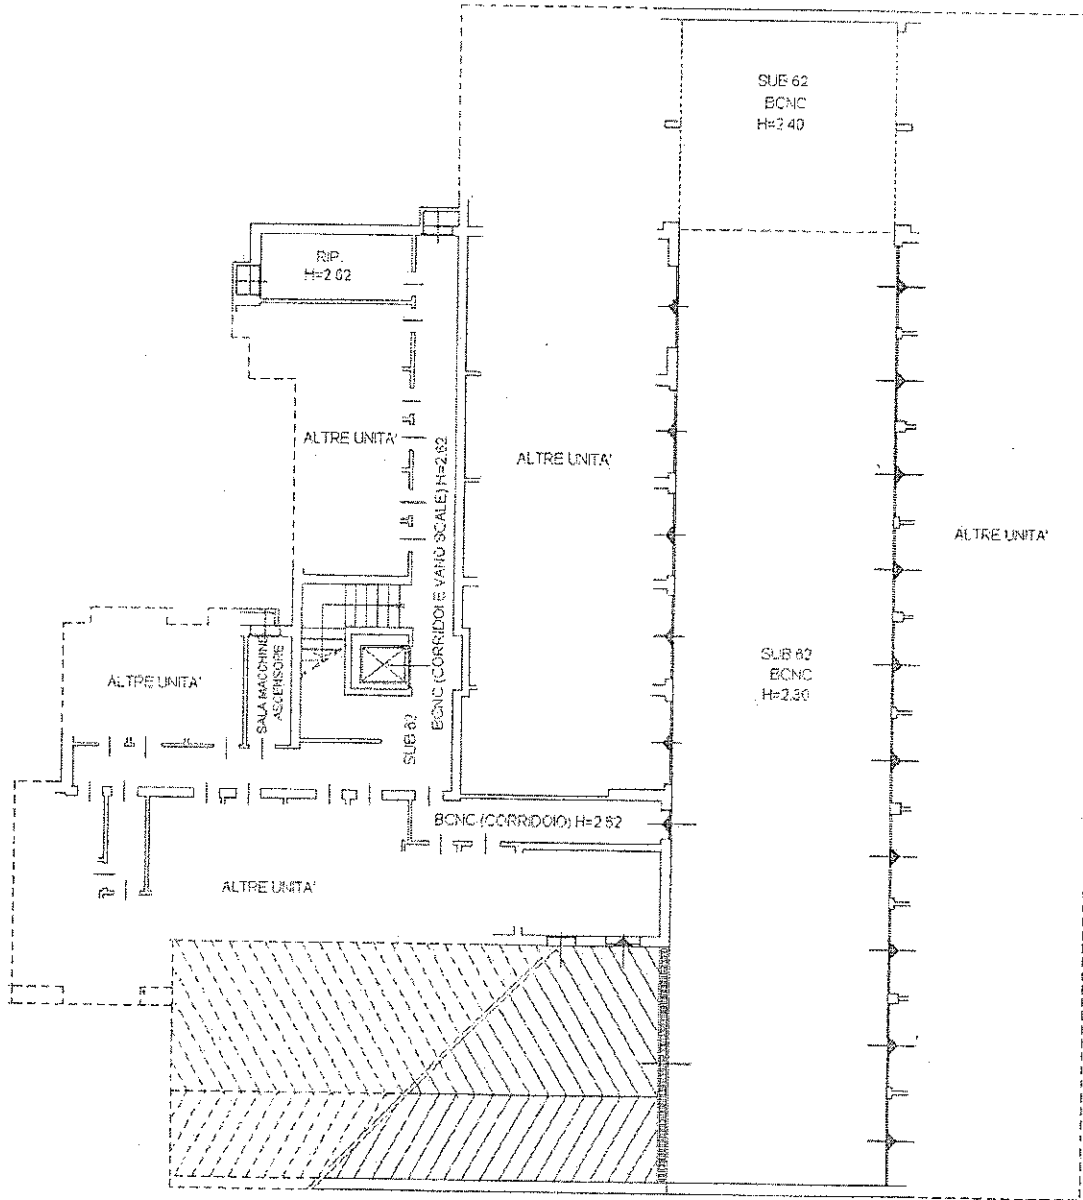 SUB 62
BCNC
H=2.40
RIP.
H=2.62
ALTRE UNITA'
BCNC (CORRIDOI E VANO SCALE) H=2.62
ALTRE UNITA'
ALTRE UNITA'
SUB 62
BCNC
H=2.30
ALTRE UNITA'
SALA MACCHINE
ASCENSORE
SUB 62
BCNC (CORRIDOIO) H=2.62
ALTRE UNITA'